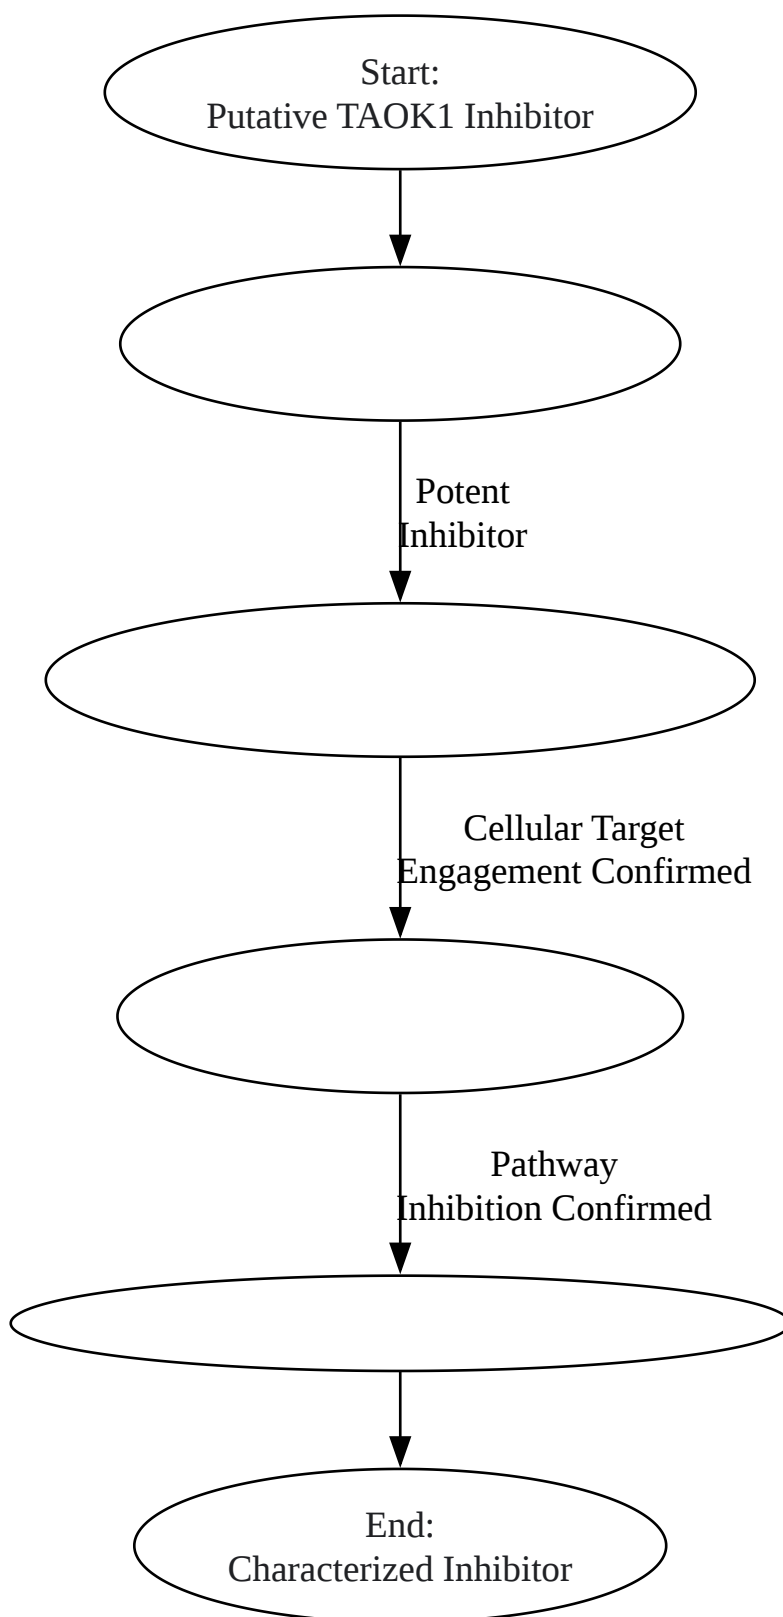 Start:
Putative TAOK1 Inhibitor
Potent
Inhibitor
Cellular Target
Engagement Confirmed
Pathway
Inhibition Confirmed
End:
Characterized Inhibitor